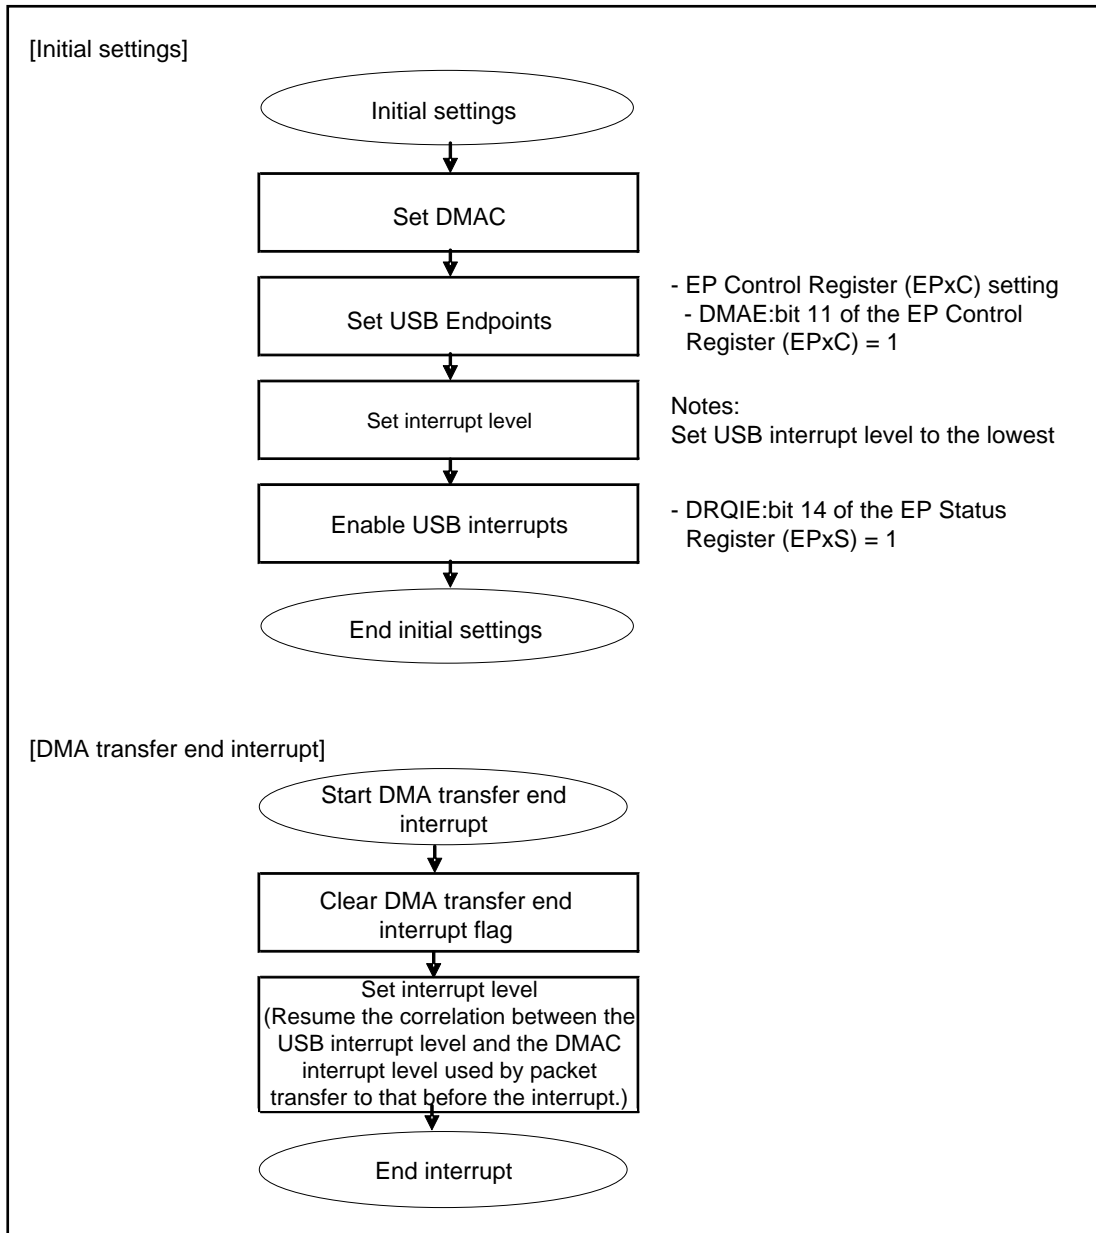 [Initial settings]
Initial settings
Set DMAC
Set USB Endpoints
- EP Control Register (EPxC) setting
- DMAE:bit 11 of the EP Control
Register (EPxC) = 1
Set interrupt level
Notes:
Set USB interrupt level to the lowest
Enable USB interrupts
- DRQIE:bit 14 of the EP Status
Register (EPxS) = 1
End initial settings
[DMA transfer end interrupt]
Start DMA transfer end
interrupt
Clear DMA transfer end
interrupt flag
Set interrupt level
(Resume the correlation between the
USB interrupt level and the DMAC
interrupt level used by packet
transfer to that before the interrupt.)
End interrupt